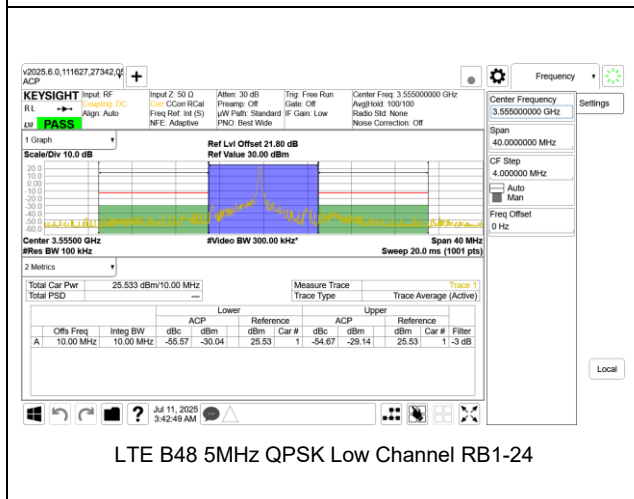 v2025.6.0,111627,27342,
ACP
Frequency
KEYSIGHT
RL
PASS
Input: RF
Coupling: DC
Align: Auto
Input Z: 50 Ω
Corr CCorr RCal
Freq Ref: Int (S)
NFE: Adaptive
Atten: 30 dB
Preamp: Off
µW Path: Standard
PNO: Best Wide
Trig: Free Run
Gate: Off
IF Gain: Low
Center Freq: 3.555000000 GHz
Avg|Hold: 100/100
Radio Std: None
Noise Correction: Off
Center Frequency
3.555000000 GHz
Settings
Span
40.0000000 MHz
CF Step
4.000000 MHz
Auto
Man
Freq Offset
0 Hz
Local
1 Graph
Scale/Div 10.0 dB
Ref Lvl Offset 21.80 dB
Ref Value 30.00 dBm
20.0
10.0
0.00
-10.0
-20.0
-30.0
-40.0
-50.0
-60.0
Center 3.55500 GHz
#Video BW 300.00 kHz*
Span 40 MHz
#Res BW 100 kHz
Sweep 20.0 ms (1001 pts)
2 Metrics
Total Car Pwr 25.533 dBm/10.00 MHz
Total PSD ---
Measure Trace Trace 1
Trace Type Trace Average (Active)
Lower Upper
ACP Reference ACP Reference
Offs Freq Integ BW dBc dBm dBm Car # dBc dBm dBm Car # Filter
A 10.00 MHz 10.00 MHz -55.57 -30.04 25.53 1 -54.67 -29.14 25.53 1 -3 dB
?
Jul 11, 2025
3:42:49 AM
LTE B48 5MHz QPSK Low Channel RB1-24